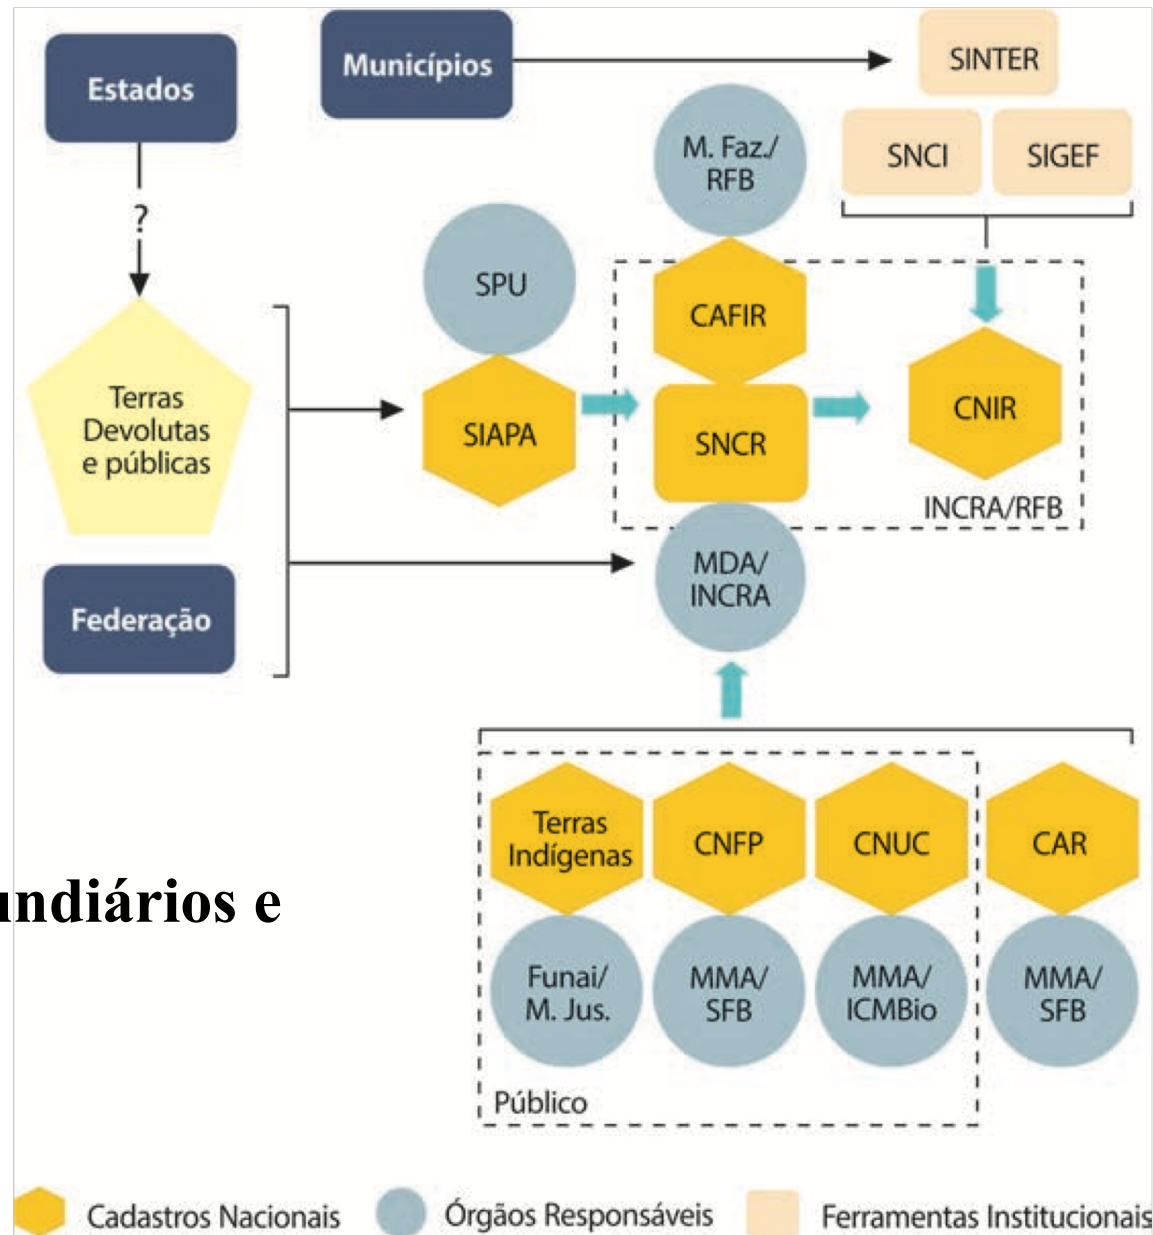 Estados
Municípios
SINTER
SNCI
SIGEF
M. Faz./
RFB
?
SPU
CAFIR
Terras
Devolutas
e públicas
SIAPA
SNCR
CNIR
INCRA/RFB
MDA/
INCRA
Federação
Terras
Indígenas
CNFP
CNUC
CAR
undiários e
Funai/
M. Jus.
MMA/
SFB
MMA/
ICMBio
MMA/
SFB
Público
Cadastros Nacionais
Órgãos Responsáveis
Ferramentas Institucionais